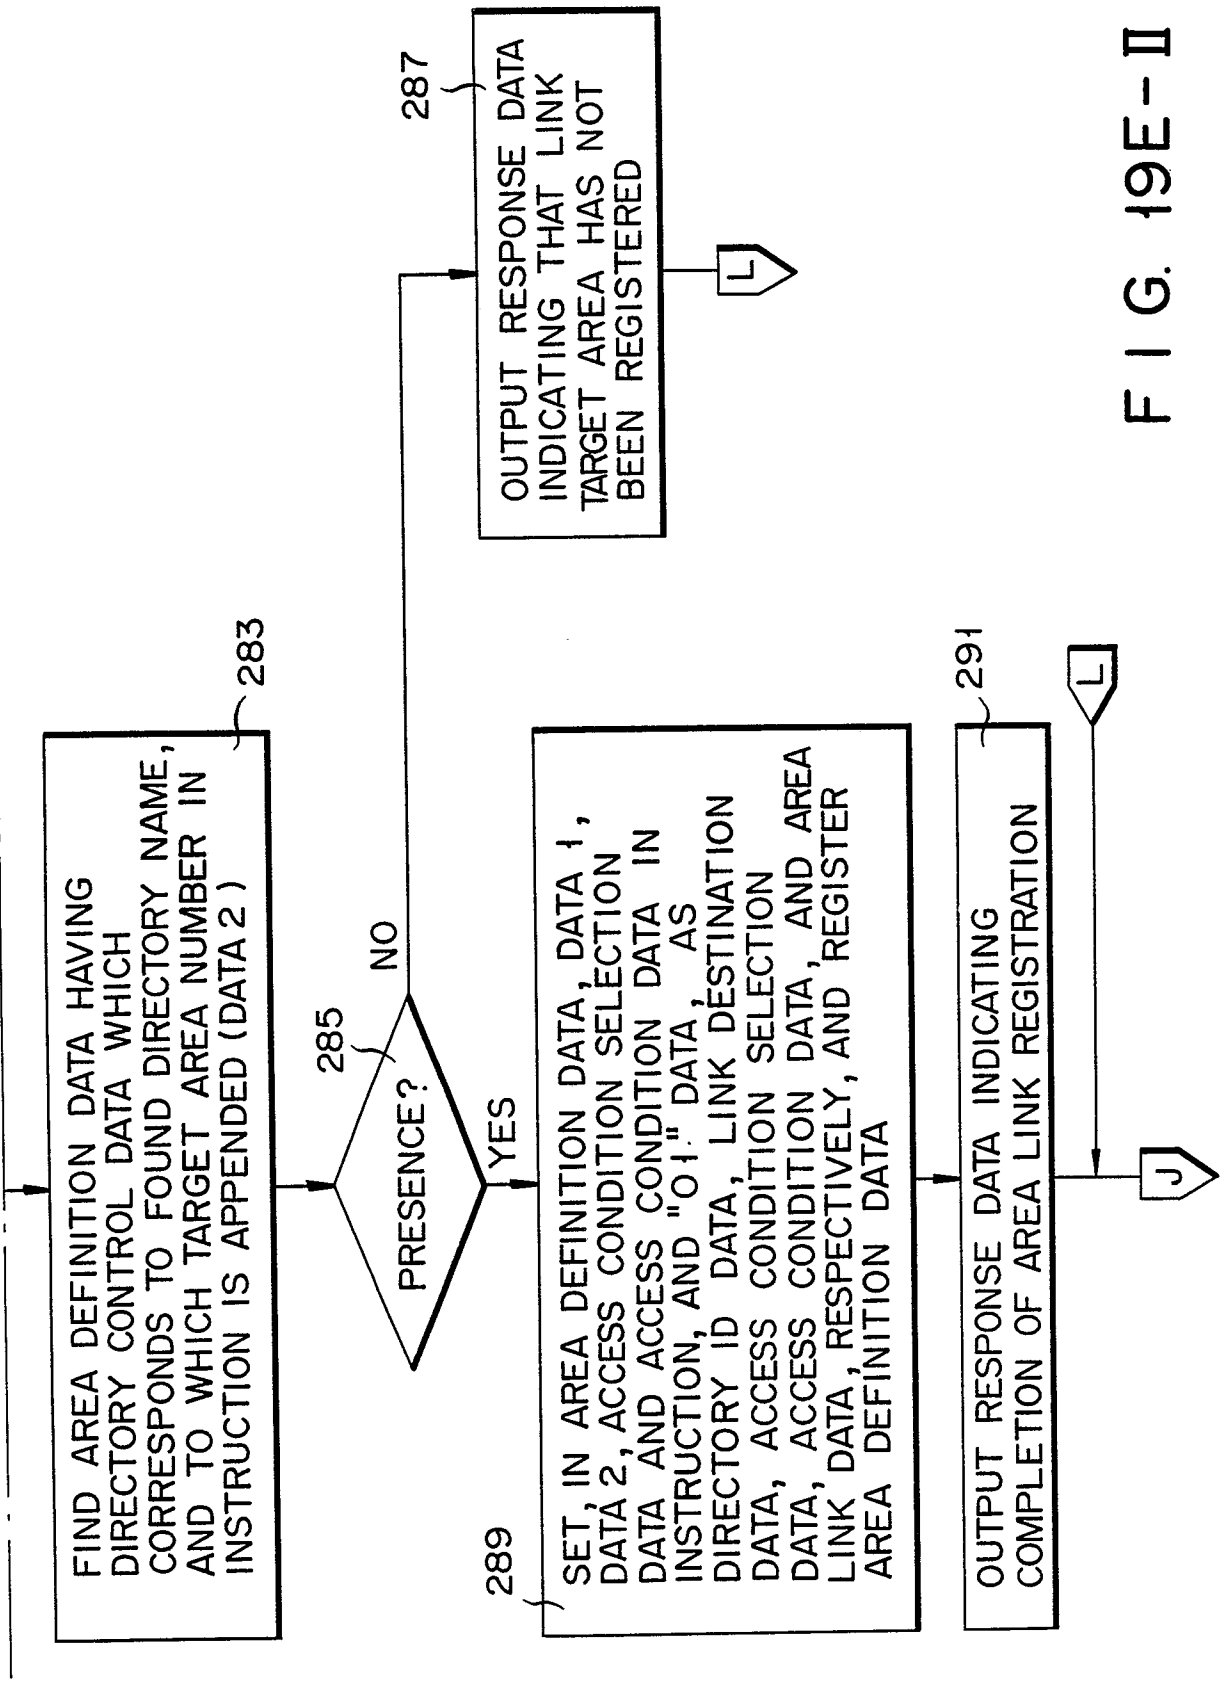 FIND AREA DEFINITION DATA HAVING
DIRECTORY CONTROL DATA WHICH
CORRESPONDS TO FOUND DIRECTORY NAME,
AND TO WHICH TARGET AREA NUMBER IN
INSTRUCTION IS APPENDED (DATA 2)
283
285
PRESENCE?
NO
YES
287
OUTPUT RESPONSE DATA
INDICATING THAT LINK
TARGET AREA HAS NOT
BEEN REGISTERED
L
289
SET, IN AREA DEFINITION DATA, DATA 1,
DATA 2, ACCESS CONDITION SELECTION
DATA AND ACCESS CONDITION DATA IN
INSTRUCTION, AND "01" DATA, AS
DIRECTORY ID DATA, LINK DESTINATION
DATA, ACCESS CONDITION SELECTION
DATA, ACCESS CONDITION DATA, AND AREA
LINK DATA, RESPECTIVELY, AND REGISTER
AREA DEFINITION DATA
291
OUTPUT RESPONSE DATA INDICATING
COMPLETION OF AREA LINK REGISTRATION
L
J
FIG. 19E-II